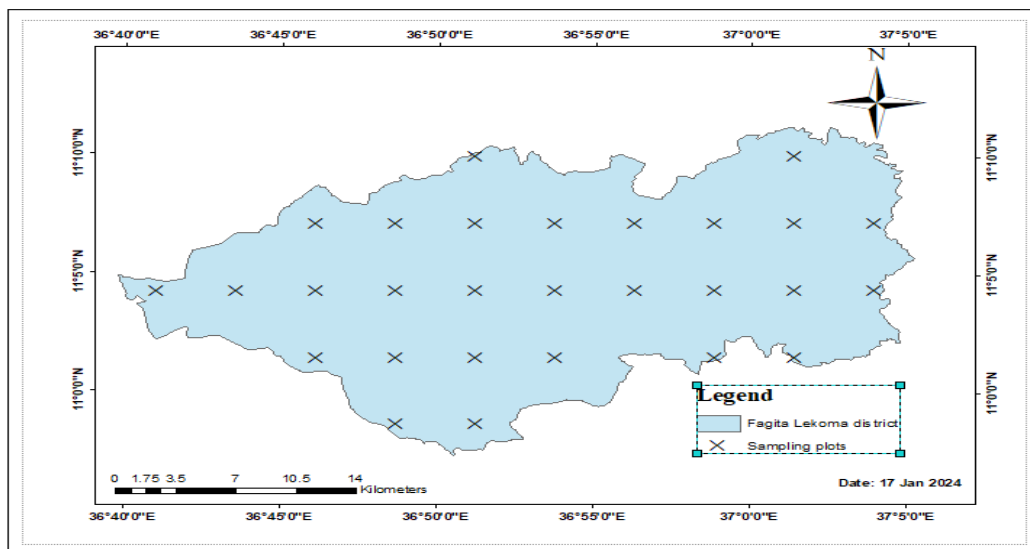 36°40'0"E 36°45'0"E 36°50'0"E 36°55'0"E 37°0'0"E 37°5'0"E
N
11°10'0"N
11°10'0"N
11°5'0"N
11°5'0"N
11°0'0"N
11°0'0"N
Legend
Fagita Lekoma district
Sampling plots
0 1.75 3.5 7 10.5 14
Kilometers
Date: 17 Jan 2024
36°40'0"E 36°45'0"E 36°50'0"E 36°55'0"E 37°0'0"E 37°5'0"E